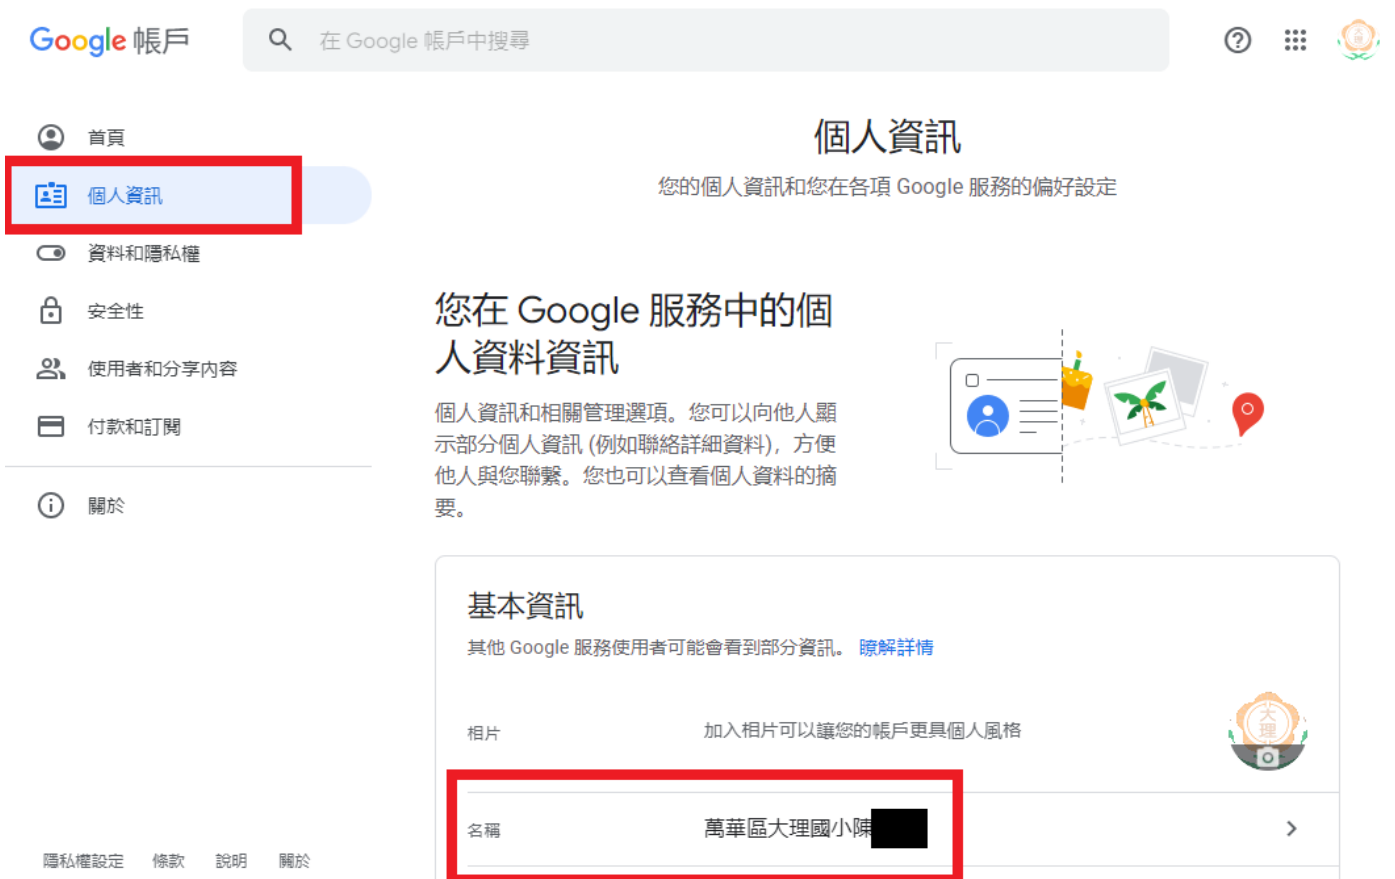 Google 帳戶
在 Google 帳戶中搜尋
首頁
個人資訊
資料和隱私權
安全性
使用者和分享內容
付款和訂閱
關於
個人資訊
您的個人資訊和您在各項 Google 服務的偏好設定
您在 Google 服務中的個
人資料資訊
個人資訊和相關管理選項。您可以向他人顯
示部分個人資訊 (例如聯絡詳細資料)，方便
他人與您聯繫。您也可以查看個人資料的摘
要。
基本資訊
其他 Google 服務使用者可能會看到部分資訊。 瞭解詳情
相片
加入相片可以讓您的帳戶更具個人風格
大
理
名稱
萬華區大理國小陳
隱私權設定 條款 說明 關於